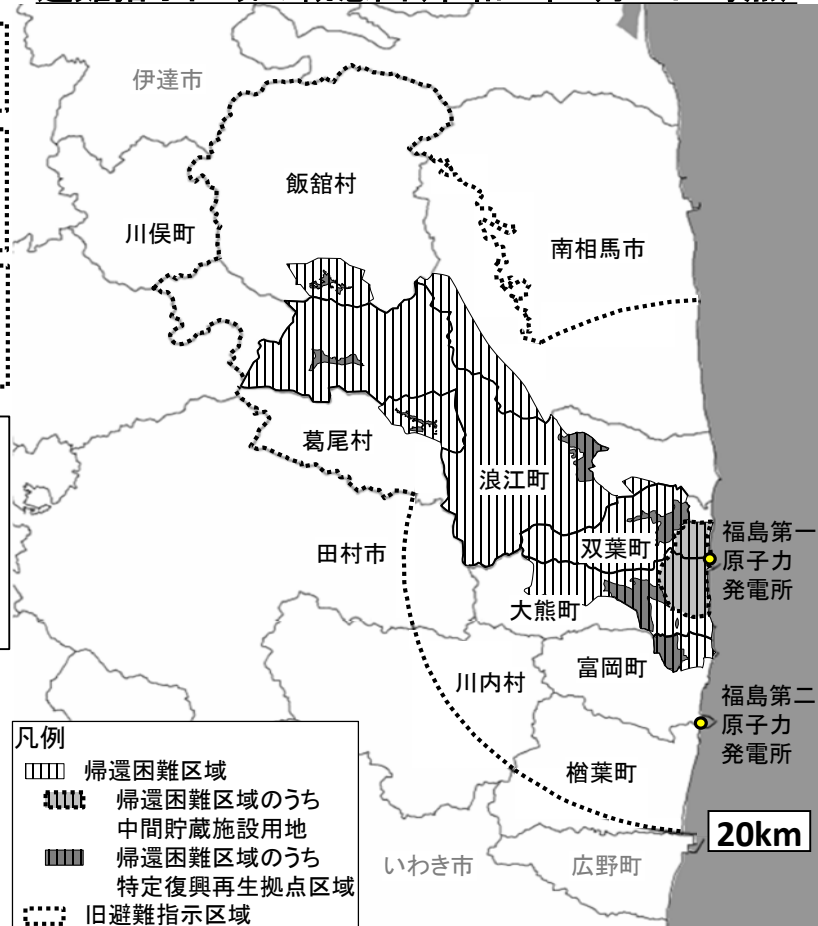 伊達市
飯舘村
川俣町
南相馬市
葛尾村
浪江町
田村市
双葉町
福島第一
原子力
発電所
大熊町
富岡町
川内村
福島第二
原子力
発電所
楢葉町
20km
いわき市
広野町
凡例
帰還困難区域
帰還困難区域のうち
中間貯蔵施設用地
帰還困難区域のうち
特定復興再生拠点区域
旧避難指示区域